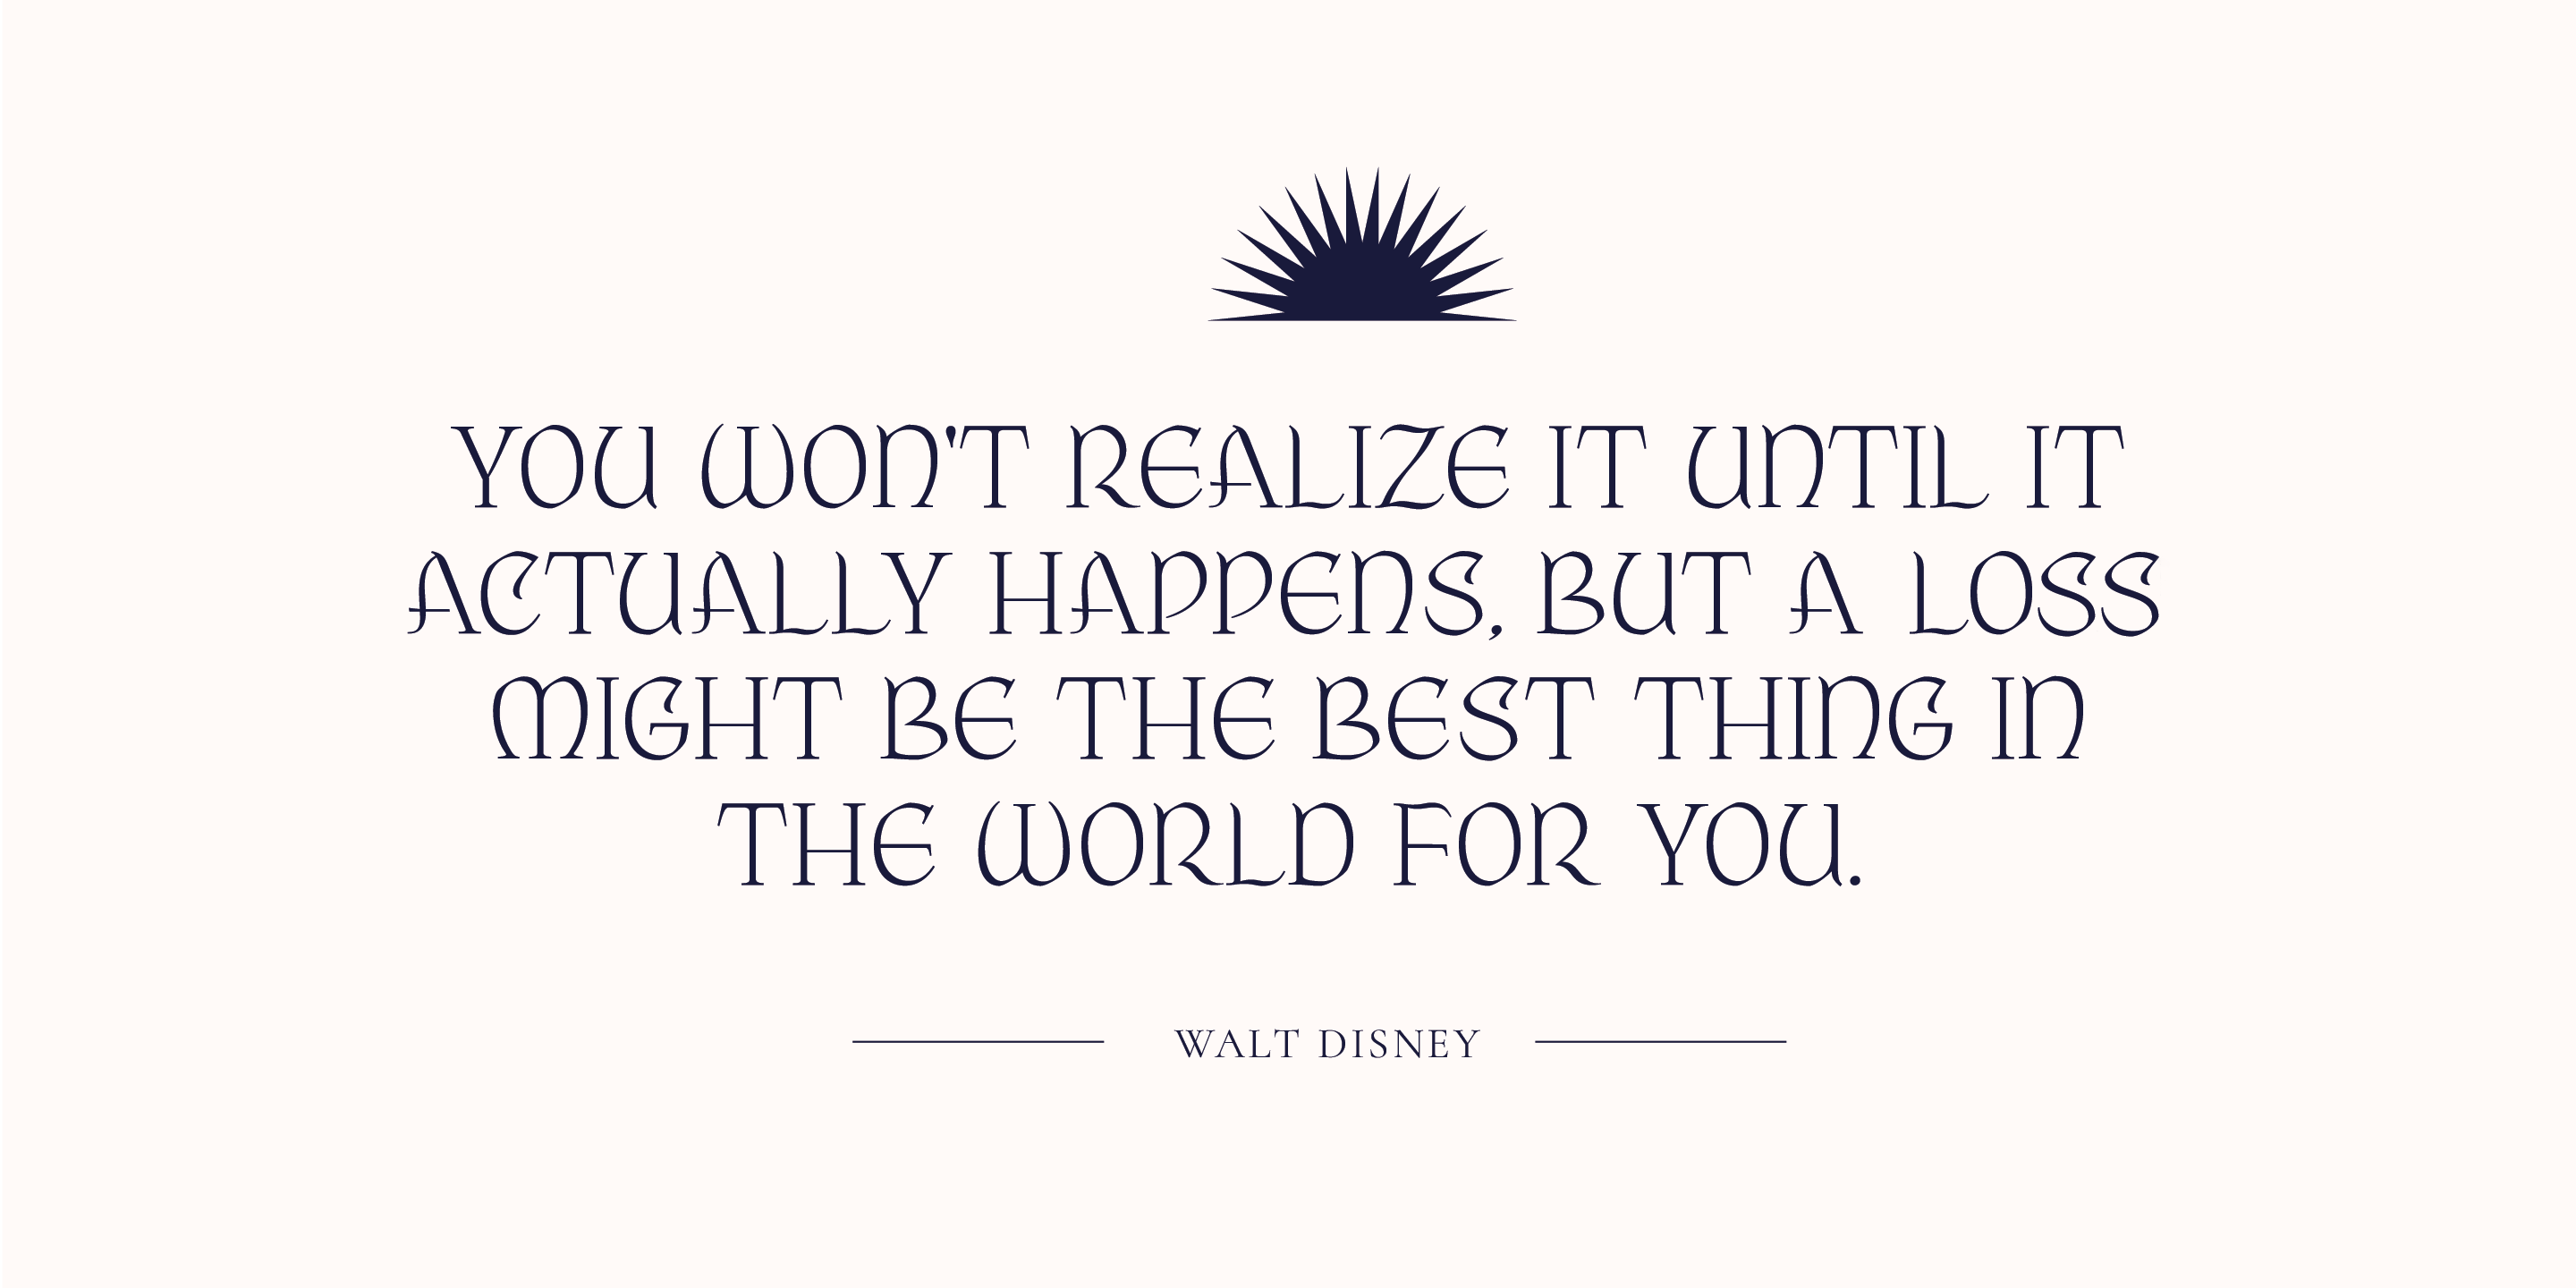 YOU WON'T REALIZE IT UNTIL IT
ACTUALLY HAPPENS, BUT A LOSS
MIGHT BE THE BEST THING IN
THE WORLD FOR YOU.
WALT DISNEY